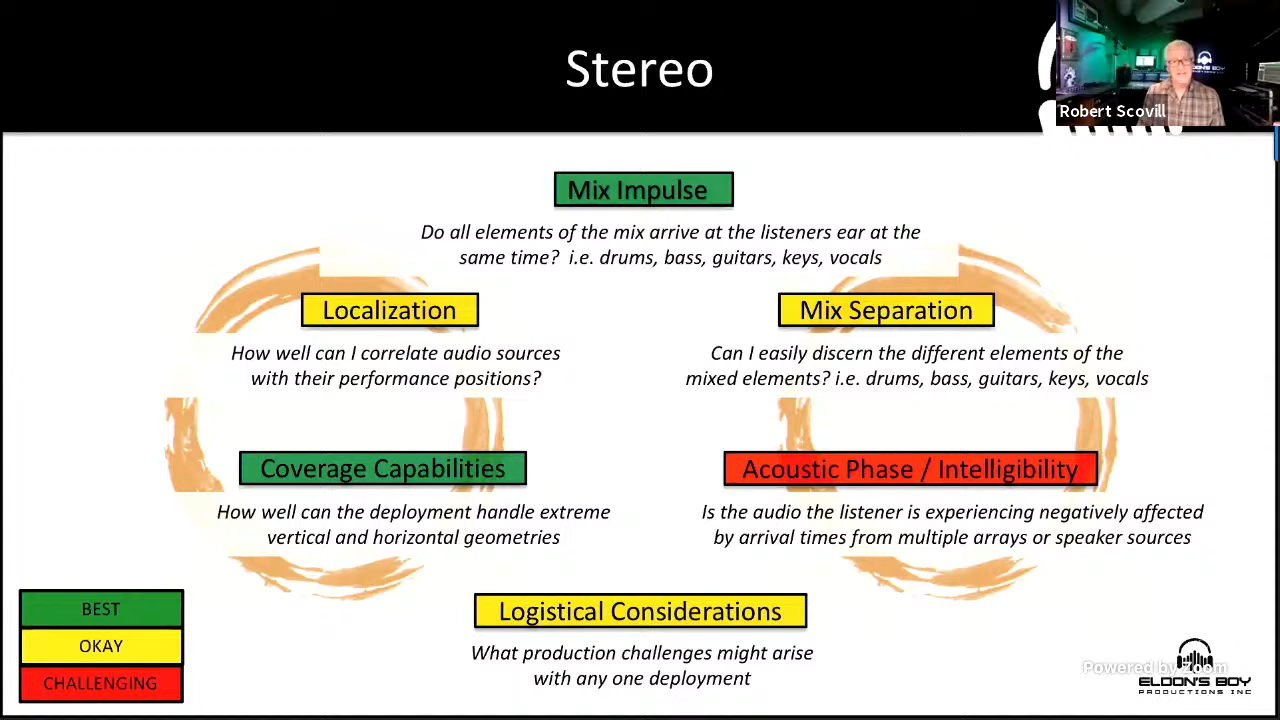 Stereo
Robert Scovill
Mix Impulse
Do all elements of the mix arrive at the listeners ear at the
same time? i.e. drums, bass, guitars, keys, vocals
Localization
How well can I correlate audio sources
with their performance positions?
Mix Separation
Can I easily discern the different elements of the
mixed elements? i.e. drums, bass, guitars, keys, vocals
Coverage Capabilities
How well can the deployment handle extreme
vertical and horizontal geometries
Acoustic Phase / Intelligibility
Is the audio the listener is experiencing negatively affected
by arrival times from multiple arrays or speaker sources
BEST
OKAY
CHALLENGING
Logistical Considerations
What production challenges might arise
with any one deployment
Powered by zoom
ELDON'S BOY
PRODUCTIONS INC